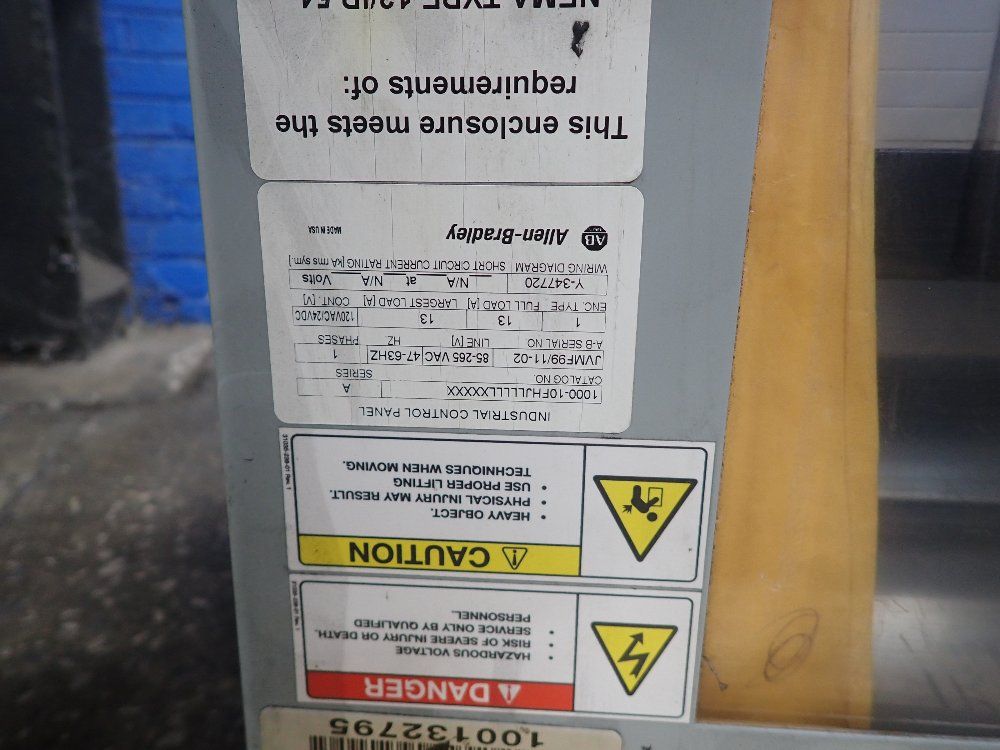 100132795
DANGER
HAZARDOUS VOLTAGE
RISK OF SEVERE INJURY OR DEATH.
SERVICE ONLY BY QUALIFIED
PERSONNEL.
CAUTION
HEAVY OBJECT.
PHYSICAL INJURY MAY RESULT.
USE PROPER LIFTING
TECHNIQUES WHEN MOVING.
INDUSTRIAL CONTROL PANEL
1000-10FHJLLLLLXXXXX A
CATALOG NO. SERIES
JVMF99/11-02 85-265 VAC 47-63HZ 1
A-B SERIAL NO LINE [V] HZ PHASES
1 13 13 120VAC/24VDC
ENC. TYPE FULL LOAD [A] LARGEST LOAD [A] CONT. [V]
Y-347720 N/A at N/A Volts
WIRING DIAGRAM SHORT CIRCUIT CURRENT RATING [kA rms sym.]
AB Allen-Bradley MADE IN USA
This enclosure meets the
requirements of:
NEMA TYPE 12/IP 54